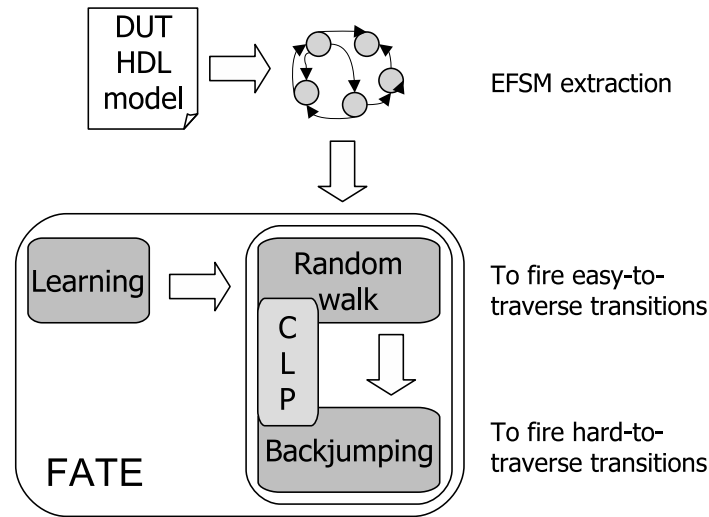 DUT
HDL
model
EFSM extraction
Learning
Random
walk
To fire easy-to-
traverse transitions
C
L
P
Backjumping
To fire hard-to-
traverse transitions
FATE